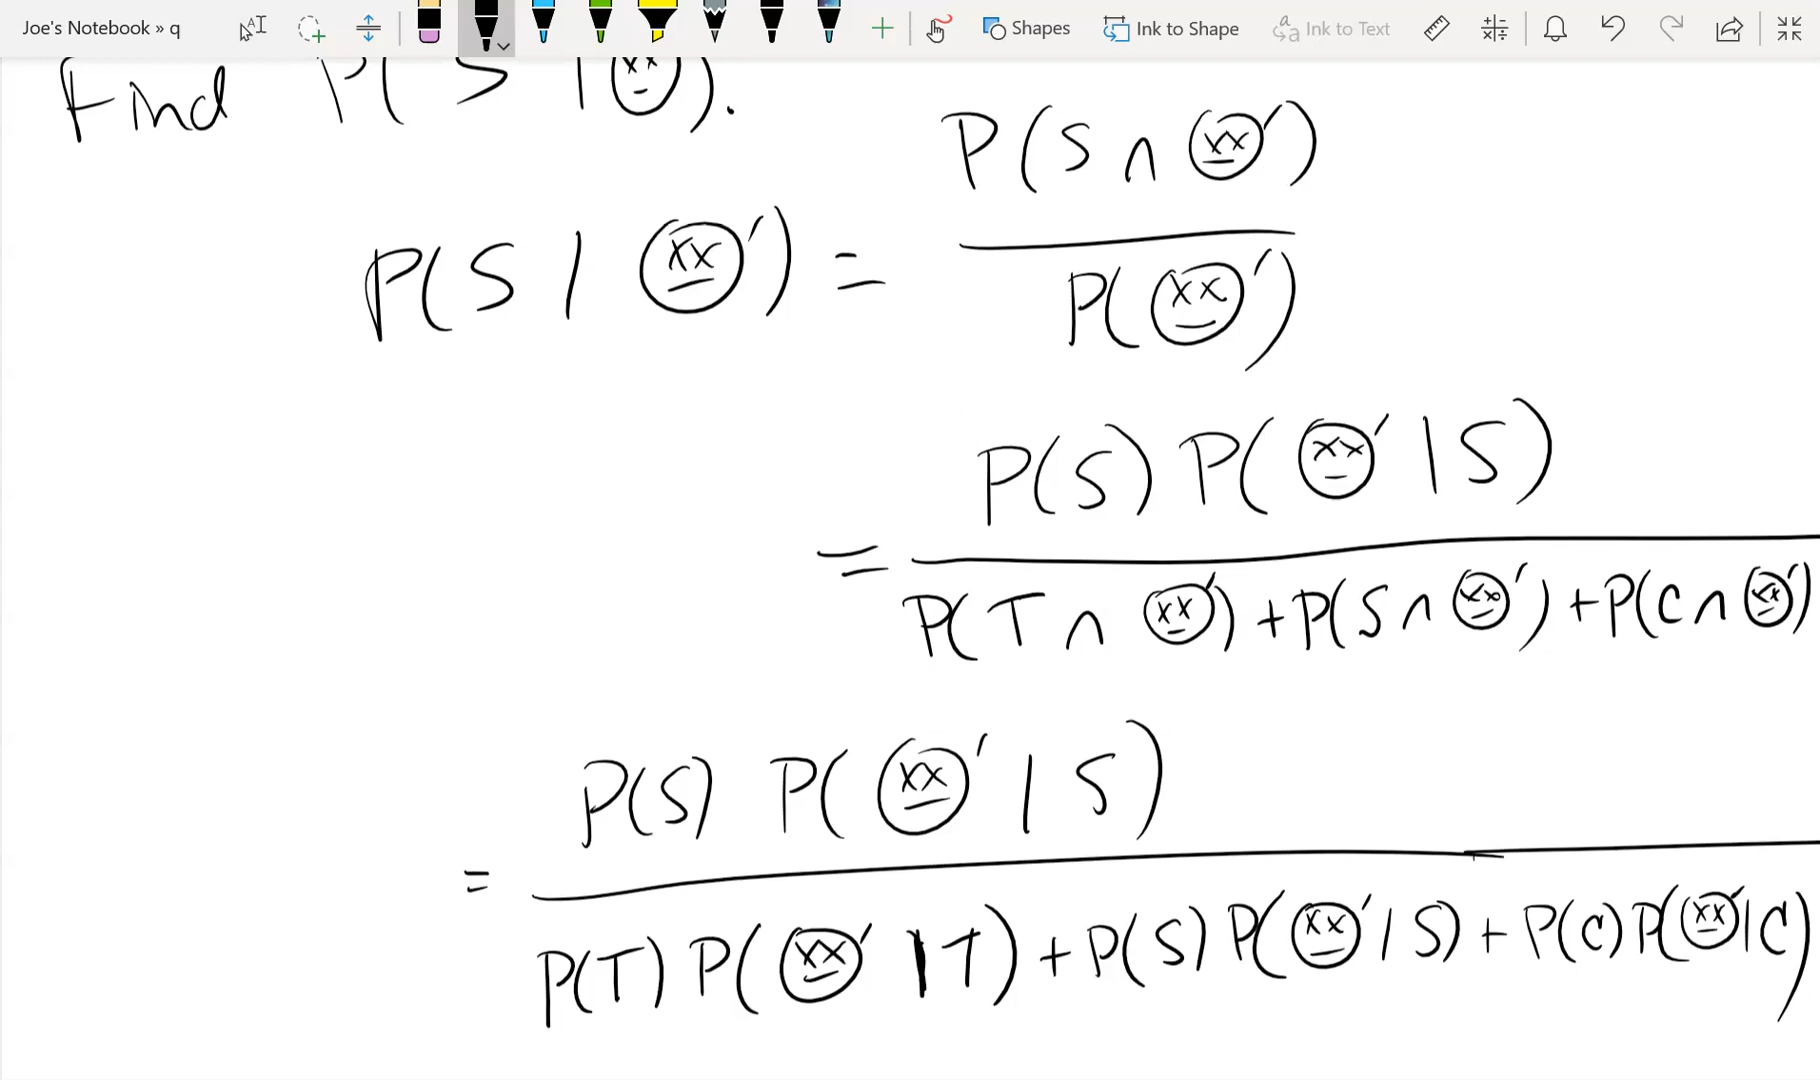 Joe's Notebook » q
Shapes
Ink to Shape
Ink to Text
Find P(S | xx).
P(S | xx') = P(S ∩ xx') / P(xx')
= P(S) P(xx' | S) / P(T ∩ xx') + P(S ∩ xx') + P(C ∩ xx')
= P(S) P(xx' | S) / P(T) P(xx' | T) + P(S) P(xx' | S) + P(C) P(xx' | C)